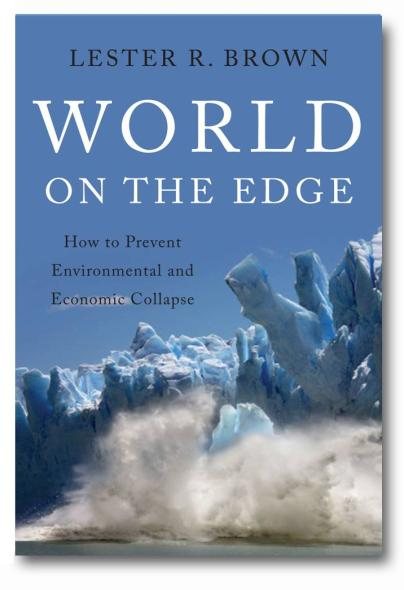 LESTER R. BROWN
WORLD
ON THE EDGE
How to Prevent
Environmental and
Economic Collapse